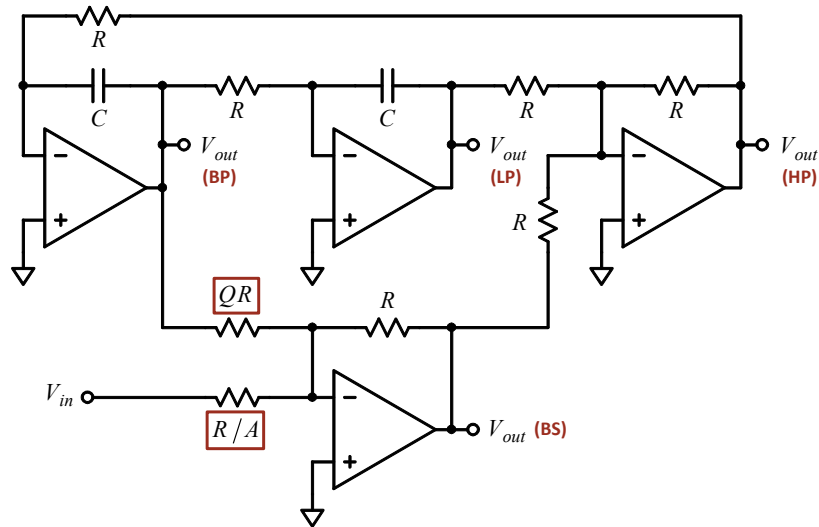 R
C
R
C
R
R
V_out
(BP)
V_out
(LP)
V_out
(HP)
R
QR
R
V_in
R / A
V_out (BS)
−
+
−
+
−
+
−
+